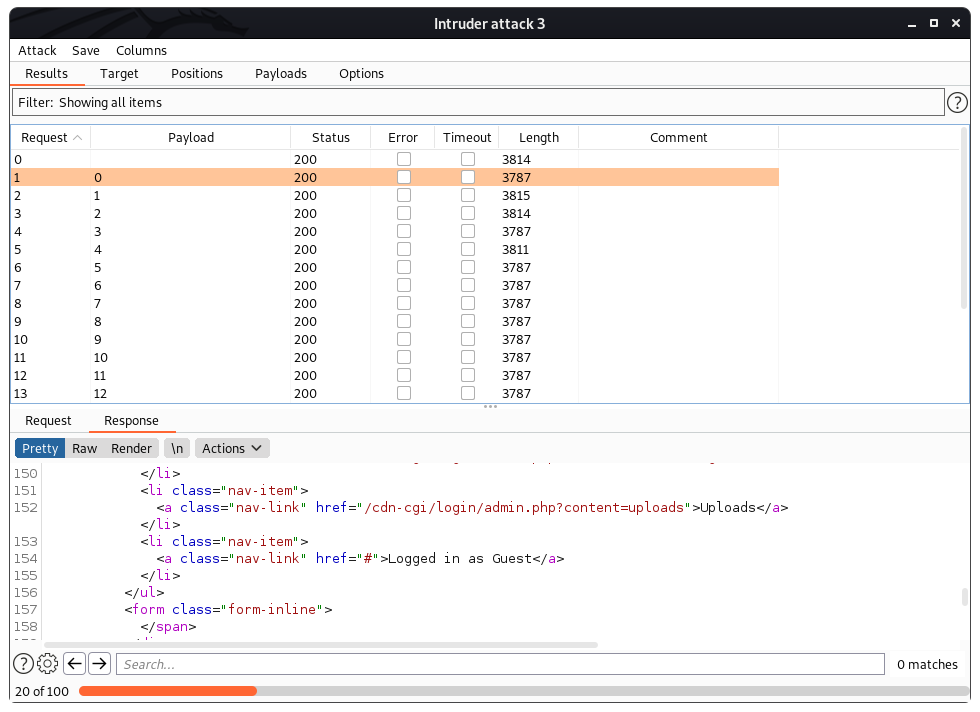 Intruder attack 3
Attack Save Columns
Results Target Positions Payloads Options
Filter: Showing all items ?
Request Payload Status Error Timeout Length Comment
0 200 3814
1 0 200 3787
2 1 200 3815
3 2 200 3814
4 3 200 3787
5 4 200 3811
6 5 200 3787
7 6 200 3787
8 7 200 3787
9 8 200 3787
10 9 200 3787
11 10 200 3787
12 11 200 3787
13 12 200 3787
Request Response
Pretty Raw Render \n Actions
150 </li>
151 <li class="nav-item">
152 <a class="nav-link" href="/cdn-cgi/login/admin.php?content=uploads">Uploads</a>
</li>
153 <li class="nav-item">
154 <a class="nav-link" href="#">Logged in as Guest</a>
155 </li>
156 </ul>
157 <form class="form-inline">
158 </span>
? Search... 0 matches
20 of 100